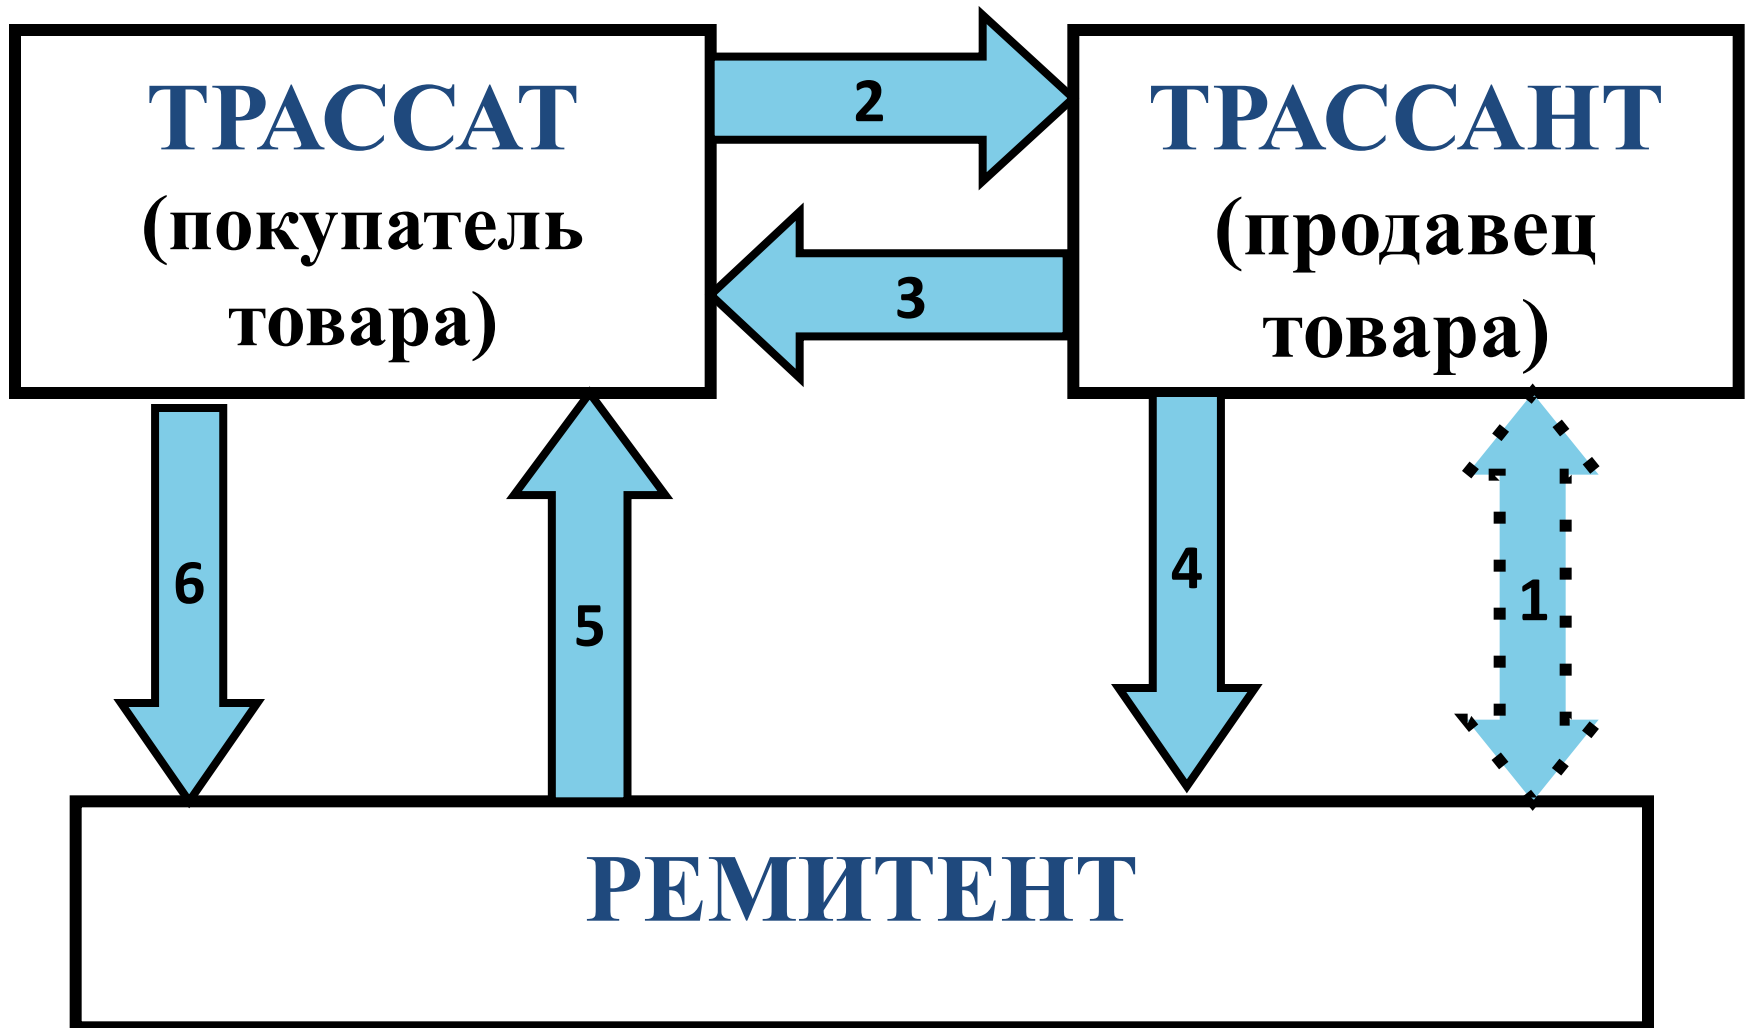 ТРАССАТ
(покупатель
товара)
2
3
ТРАССАНТ
(продавец
товара)
6
5
4
1
РЕМИТЕНТ